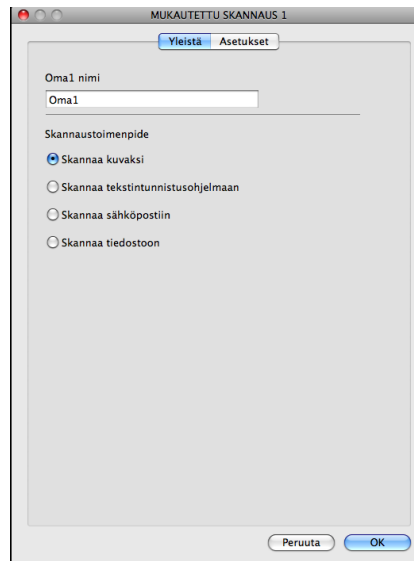 MUKAUTETTU SKANNAUS 1
Yleistä Asetukset
Oma1 nimi
Oma1
Skannaustoimenpide
Skannaa kuvaksi
Skannaa tekstintunnistusohjelmaan
Skannaa sähköpostiin
Skannaa tiedostoon
Peruuta OK